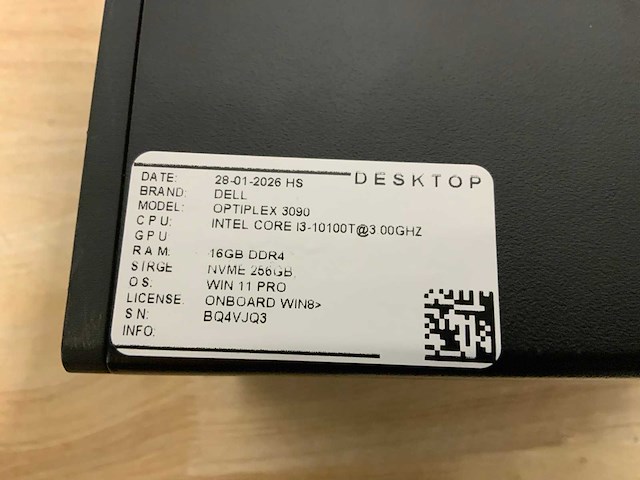 DESKTOP
DATE: 28-01-2026 HS
BRAND: DELL
MODEL: OPTIPLEX 3090
CPU: INTEL CORE I3-10100T@3.00GHZ
GPU
RAM: 16GB DDR4
STRGE NVME 256GB;
OS: WIN 11 PRO
LICENSE: ONBOARD WIN8>
SN: BQ4VJQ3
INFO: